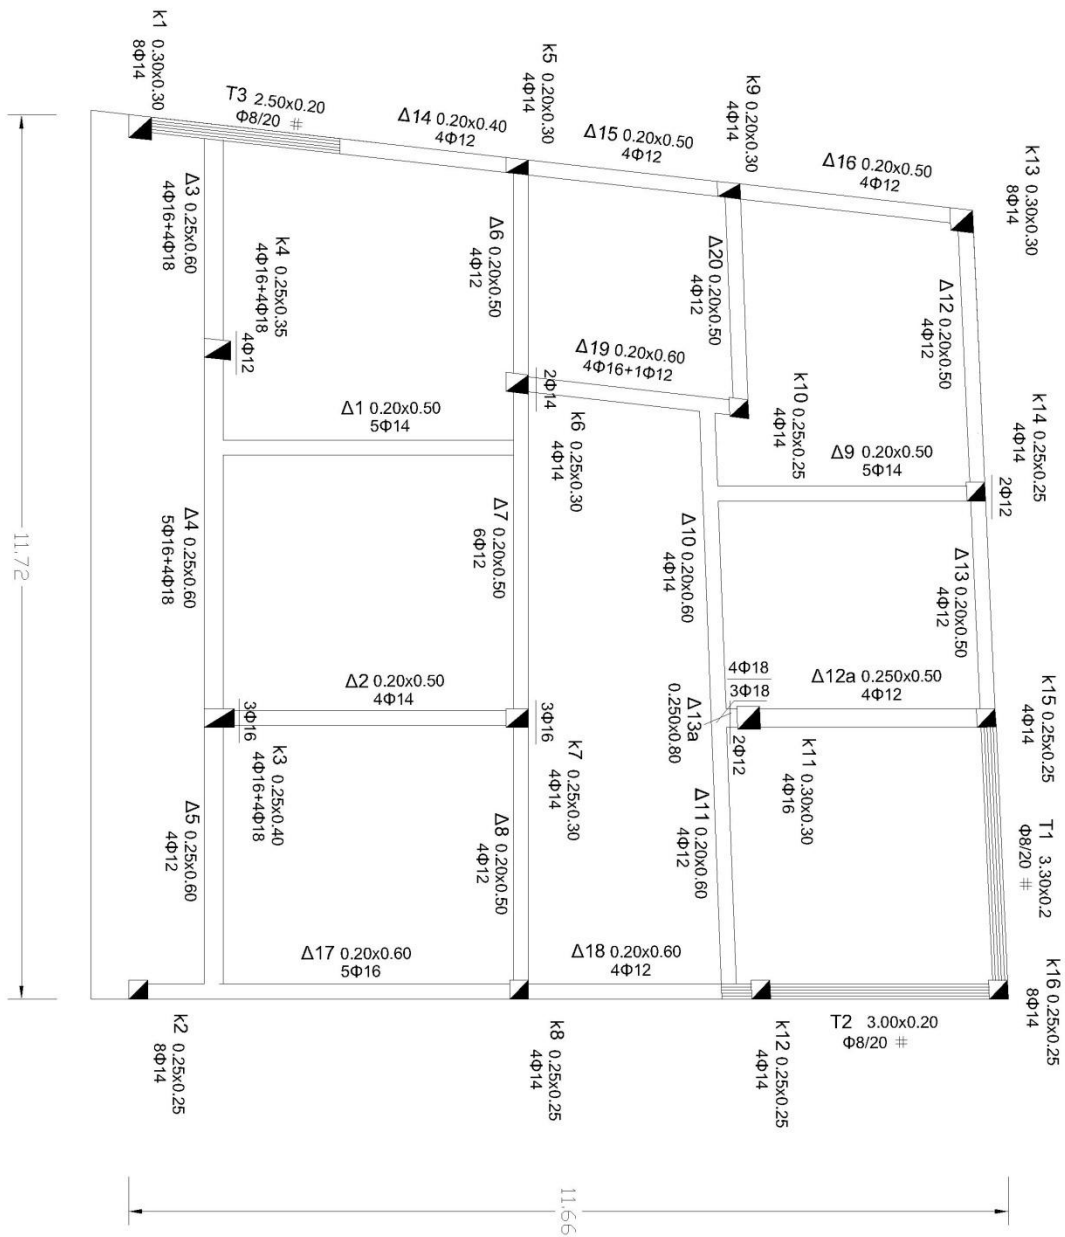 k1 0.30x0.30
8Φ14
T3 2.50x0.20
Φ8/20 #
Δ14 0.20x0.40
4Φ12
k5 0.20x0.30
4Φ14
Δ15 0.20x0.50
4Φ12
k9 0.20x0.30
4Φ14
Δ16 0.20x0.50
4Φ12
k13 0.30x0.30
8Φ14
Δ3 0.25x0.60
4Φ16+4Φ18
k4 0.25x0.35
4Φ16+4Φ18
4Φ12
Δ6 0.20x0.50
4Φ12
Δ20 0.20x0.50
4Φ12
Δ12 0.20x0.50
4Φ12
Δ19 0.20x0.60
4Φ16+1Φ12
2Φ14
k6 0.25x0.30
4Φ14
k10 0.25x0.25
4Φ14
Δ1 0.20x0.50
5Φ14
Δ9 0.20x0.50
5Φ14
k14 0.25x0.25
4Φ14
2Φ12
11.72
Δ4 0.25x0.60
5Φ16+4Φ18
Δ7 0.20x0.50
6Φ12
Δ10 0.20x0.60
4Φ14
Δ13 0.20x0.50
4Φ12
Δ2 0.20x0.50
4Φ14
3Φ16
k3 0.25x0.40
4Φ16+4Φ18
3Φ16
k7 0.25x0.30
4Φ14
4Φ18
3Φ18
Δ13a
0.250x0.80
2Φ12
Δ12a 0.250x0.50
4Φ12
k11 0.30x0.30
4Φ16
k15 0.25x0.25
4Φ14
T1 3.30x0.2
Φ8/20 #
Δ5 0.25x0.60
4Φ12
Δ8 0.20x0.50
4Φ12
Δ11 0.20x0.60
4Φ12
Δ17 0.20x0.60
5Φ16
Δ18 0.20x0.60
4Φ12
k2 0.25x0.25
8Φ14
k8 0.25x0.25
4Φ14
k12 0.25x0.25
4Φ14
T2 3.00x0.20
Φ8/20 #
k16 0.25x0.25
8Φ14
11.66